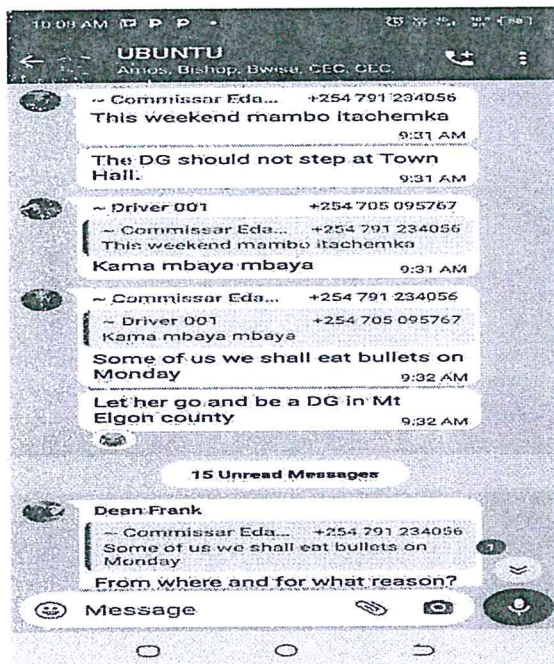 10:08 AM
UBUNTU
Amos, Bishop, Bwisa, CEC, CEC,
~ Commissar Eda... +254 791 234056
This weekend mambo itachemka
9:31 AM
The DG should not step at Town
Hall. 9:31 AM
~ Driver 001 +254 705 095767
~ Commissar Eda... +254 791 234056
This weekend mambo itachemka
Kama mbaya mbaya 9:31 AM
~ Commissar Eda... +254 791 234056
~ Driver 001 +254 705 095767
Kama mbaya mbaya
Some of us we shall eat bullets on
Monday 9:32 AM
Let her go and be a DG in Mt
Elgon county 9:32 AM
15 Unread Messages
Dean Frank
~ Commissar Eda... +254 791 234056
Some of us we shall eat bullets on
Monday
From where and for what reason?
Message